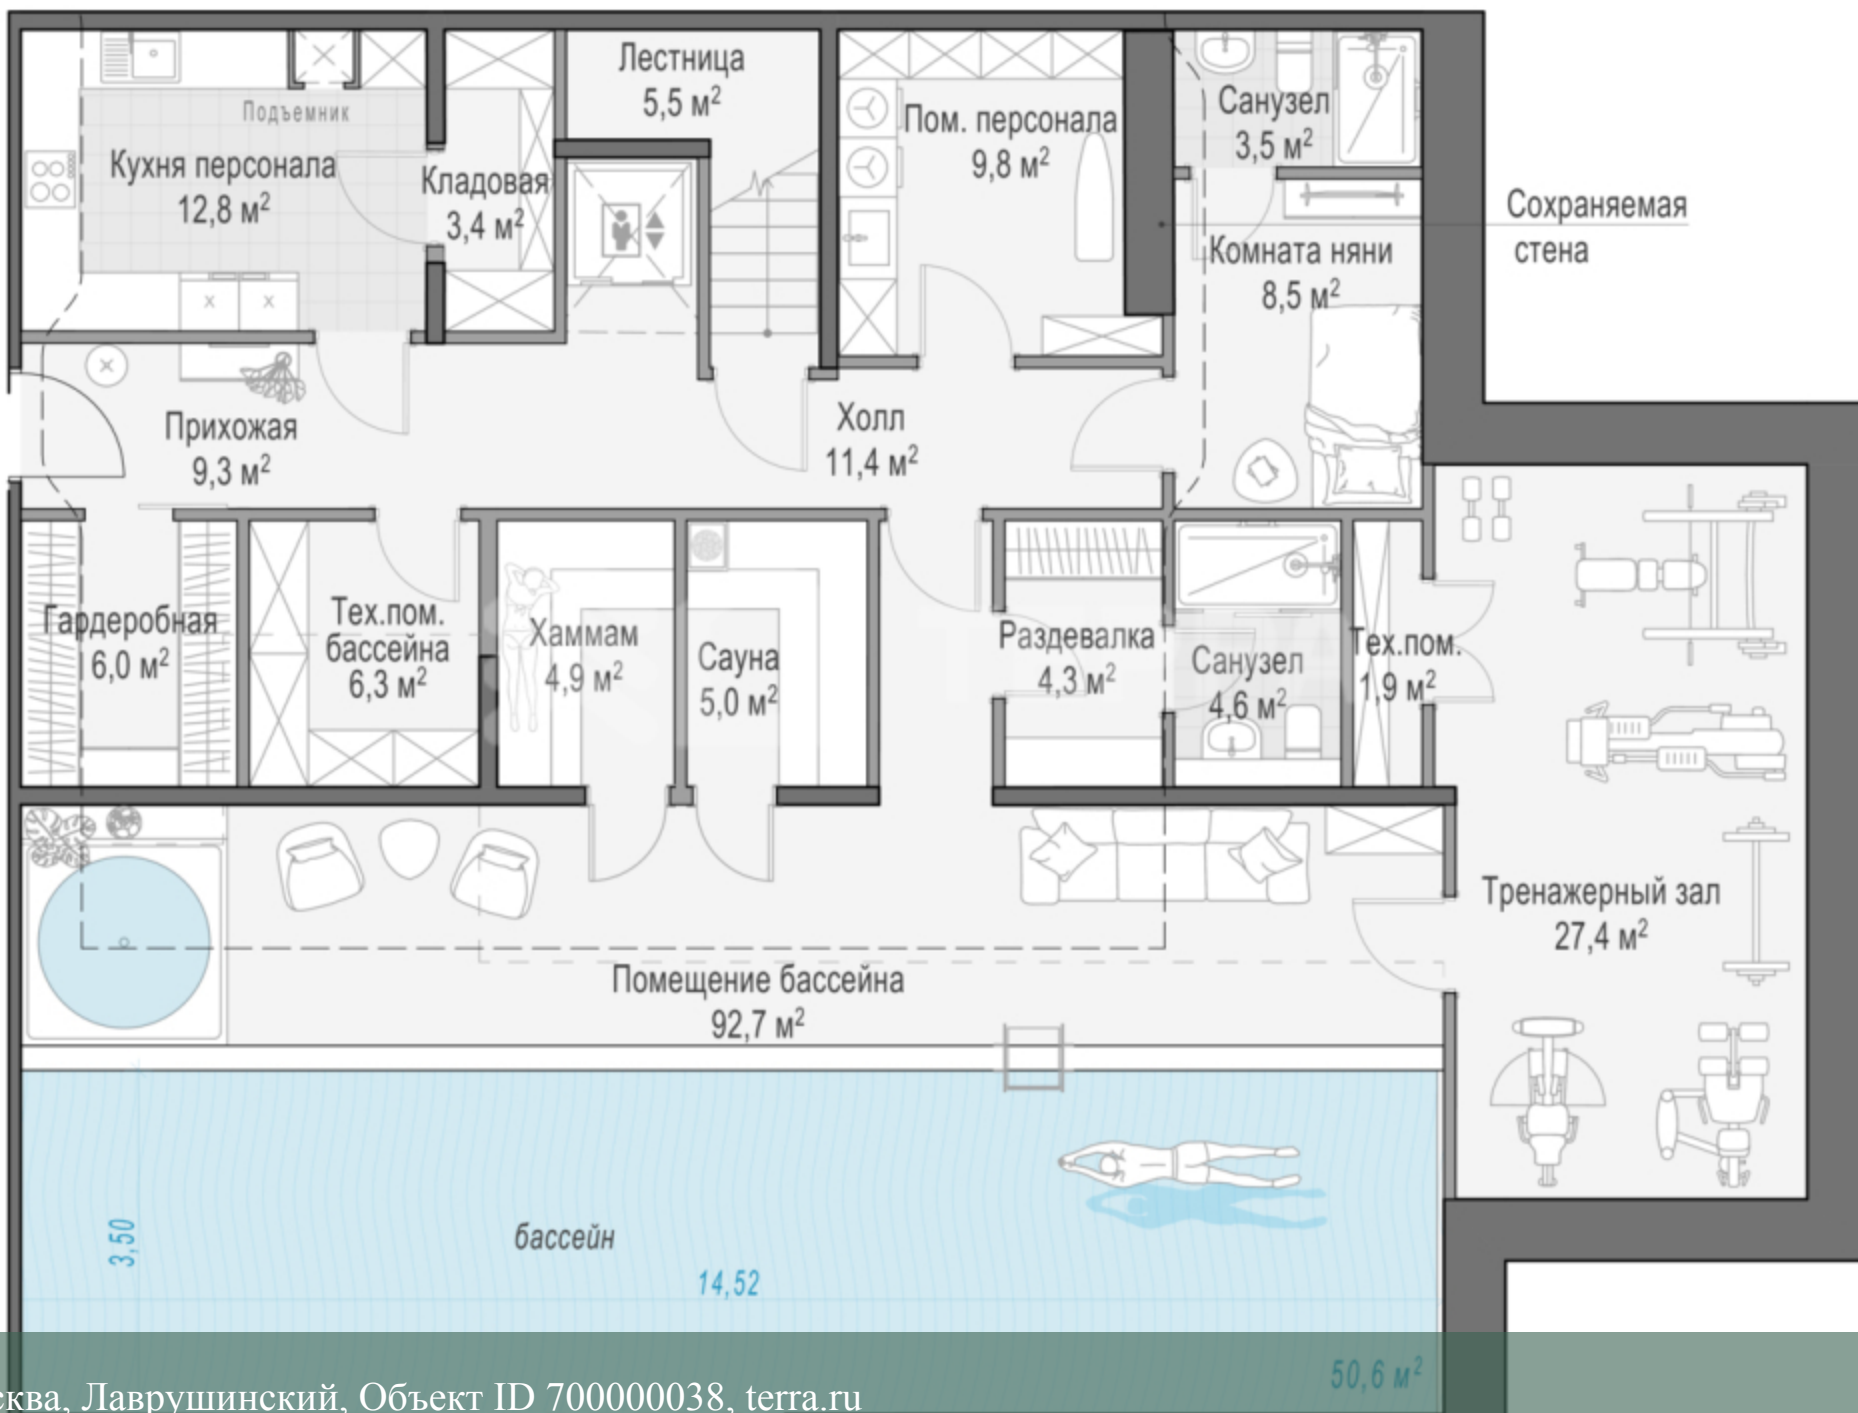 Лестница
5,5 м²
Подъемник
Кухня персонала
12,8 м²
Кладовая
3,4 м²
Пом. персонала
9,8 м²
Санузел
3,5 м²
Сохраняемая
стена
Комната няни
8,5 м²
Прихожая
9,3 м²
Холл
11,4 м²
Гардеробная
6,0 м²
Тех.пом.
бассейна
6,3 м²
Хаммам
4,9 м²
Сауна
5,0 м²
Раздевалка
4,3 м²
Санузел
4,6 м²
Тех.пом.
1,9 м²
Тренажерный зал
27,4 м²
Помещение бассейна
92,7 м²
бассейн
3,50
14,52
50,6 м²
сква, Лаврушинский, Объект ID 700000038, terra.ru